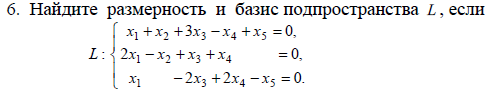 6. Найдите размерность и базис подпространства L, если
x₁ + x₂ + 3x₃ − x₄ + x₅ = 0,
L: { 2x₁ − x₂ + x₃ + x₄ = 0,
x₁ − 2x₃ + 2x₄ − x₅ = 0.